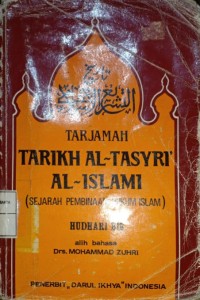 تاريخ
التشريع الإسلامي
TARJAMAH
TARIKH AL-TASYRI'
AL-ISLAMI
(SEJARAH PEMBINAAN HUKUM ISLAM)
HUDHARI BIK
alih bahasa
Drs. MOHAMMAD ZUHRI
PENERBIT „DARUL IKHYA" INDONESIA